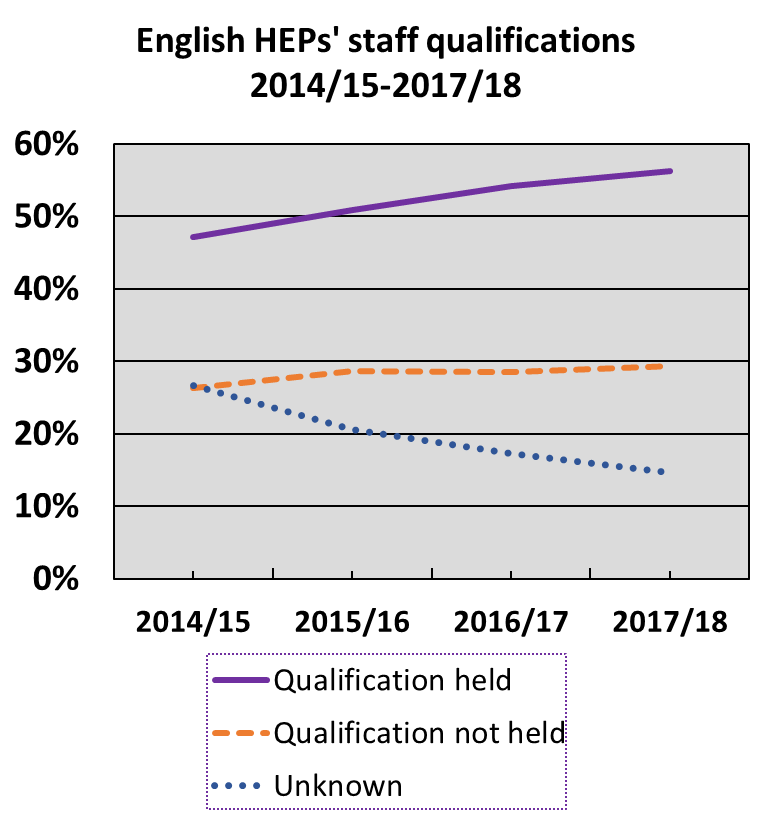 English HEPs' staff qualifications
2014/15-2017/18
60%
50%
40%
30%
20%
10%
0%
2014/15 2015/16 2016/17 2017/18
Qualification held
Qualification not held
Unknown